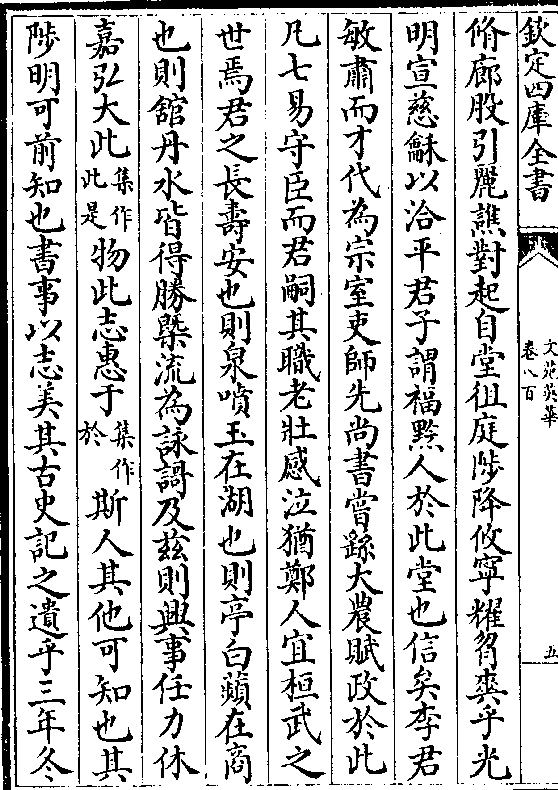 欽定四庫全書
文苑英華
卷八百
五
脩廊股引麗譙對起自堂徂庭陟降攸寧耀芻㸑乎光
明宣慈龢以洽平君子謂福黟人於此堂也信矣李君
敏肅而才代為宗室吏師先尚書嘗繇大農賦政於此
凡七易守臣而君嗣其職老壯感泣猶鄭人宜桓武之
世焉君之長壽安也則泉噴玉在湖也則亭白蘋在商
也則舘丹水皆得勝槩流為詠謌及兹則興事任力休
嘉弘大此集作此是物此志惠于集作於斯人其他可知也其
陟明可前知也書事以志美其古史記之遺乎三年冬